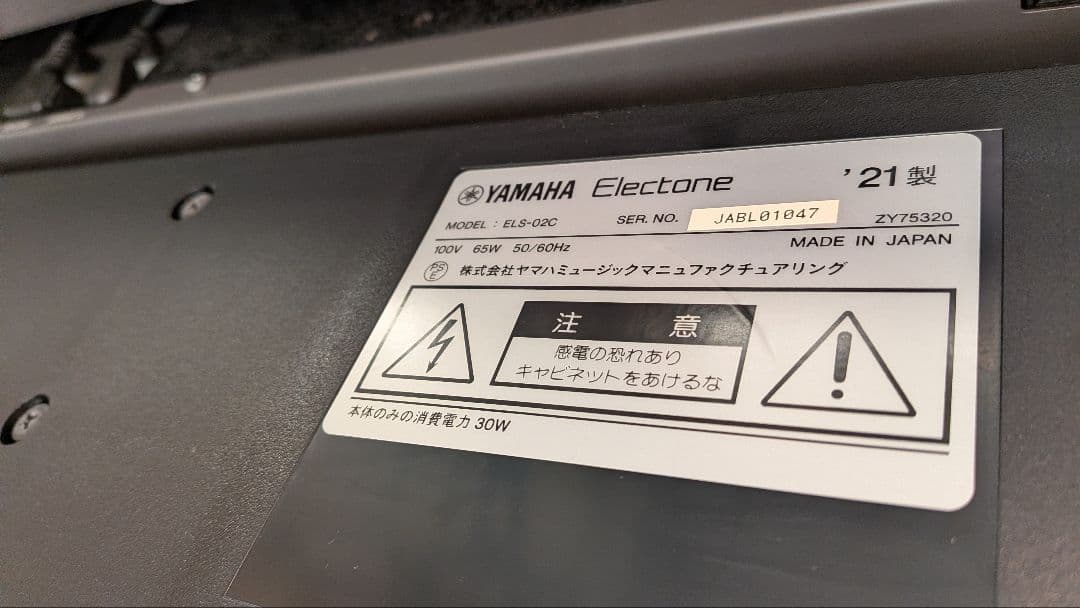 YAMAHA Electone '21製
MODEL : ELS-02C SER. NO. JABL01047 ZY75320
100V 65W 50/60Hz MADE IN JAPAN
PSE 株式会社ヤマハミュージックマニュファクチュアリング
注 意
感電の恐れあり
キャビネットをあけるな
本体のみの消費電力 30W